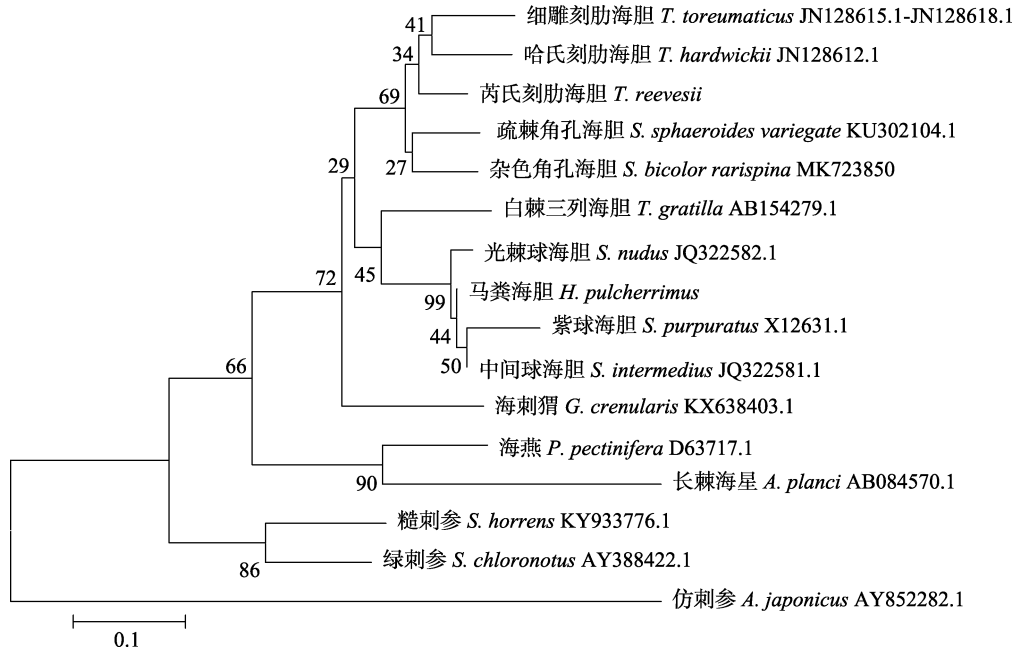 细雕刻肋海胆 T. toreumaticus JN128615.1-JN128618.1
41
哈氏刻肋海胆 T. hardwickii JN128612.1
34
芮氏刻肋海胆 T. reevesii
69
疏棘角孔海胆 S. sphaeroides variegate KU302104.1
27
杂色角孔海胆 S. bicolor rarispina MK723850
29
白棘三列海胆 T. gratilla AB154279.1
45
光棘球海胆 S. nudus JQ322582.1
72
马粪海胆 H. pulcherrimus
99
紫球海胆 S. purpuratus X12631.1
44
50
中间球海胆 S. intermedius JQ322581.1
66
海刺猬 G. crenularis KX638403.1
海燕 P. pectinifera D63717.1
90
长棘海星 A. planci AB084570.1
糙刺参 S. horrens KY933776.1
绿刺参 S. chloronotus AY388422.1
86
仿刺参 A. japonicus AY852282.1
0.1